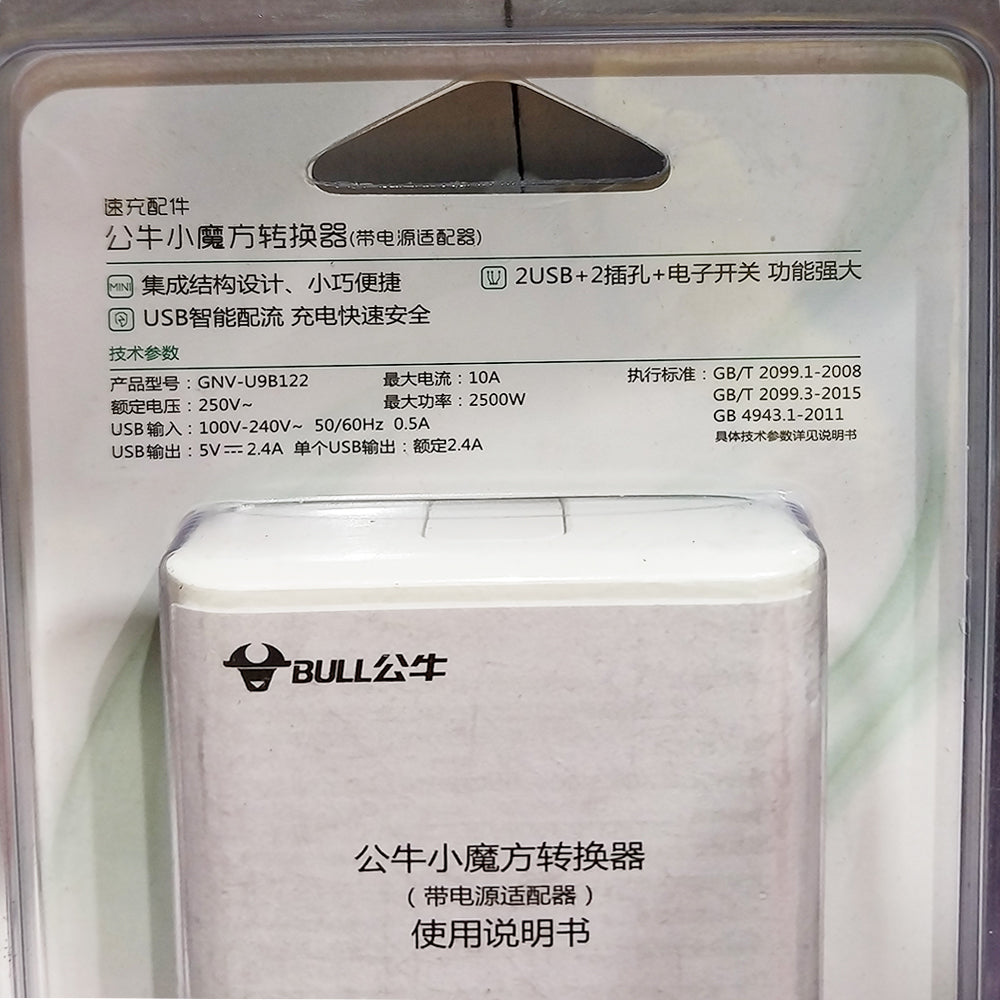 速充配件
公牛小魔方转换器(带电源适配器)
MINI 集成结构设计、小巧便捷
2USB+2插孔+电子开关 功能强大
USB智能配流 充电快速安全
技术参数
产品型号：GNV-U9B122
最大电流：10A
执行标准：GB/T 2099.1-2008
额定电压：250V~
最大功率：2500W
GB/T 2099.3-2015
USB输入：100V-240V~ 50/60Hz 0.5A
GB 4943.1-2011
USB输出：5V⎓2.4A 单个USB输出：额定2.4A
具体技术参数详见说明书
BULL公牛
公牛小魔方转换器
（带电源适配器）
使用说明书